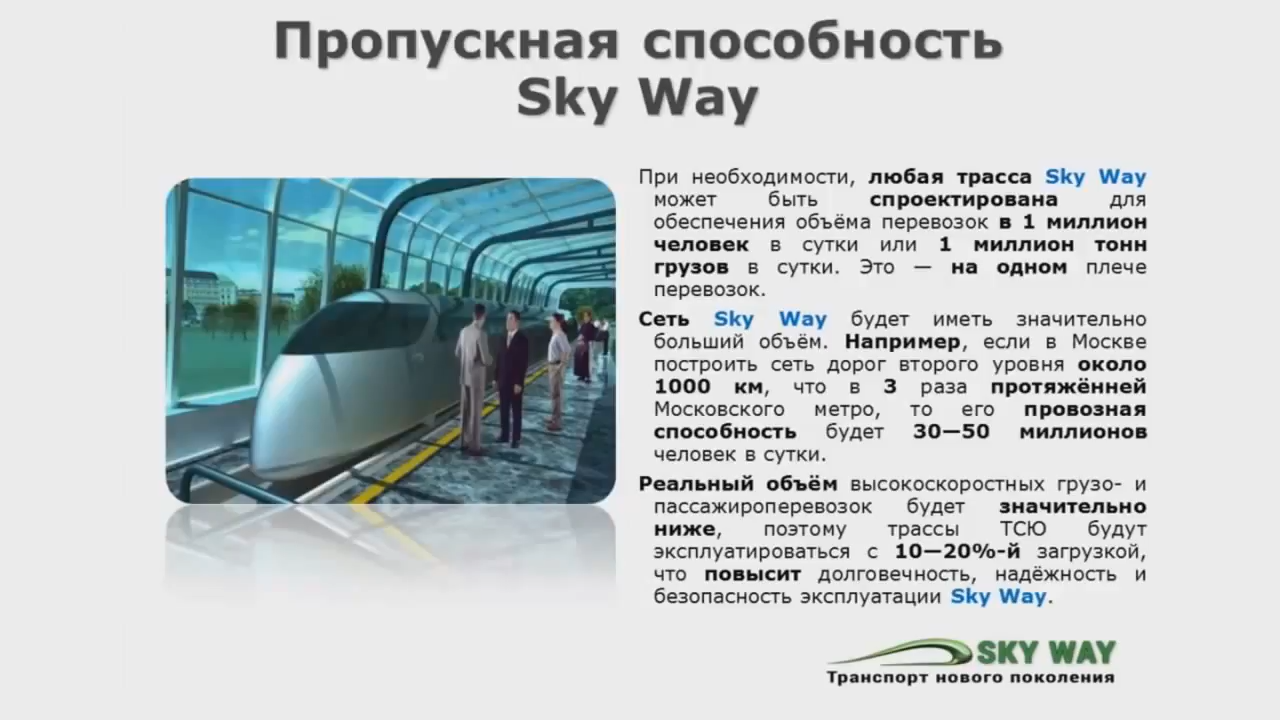 Пропускная способность
Sky Way
При необходимости, любая трасса Sky Way
может быть спроектирована для
обеспечения объёма перевозок в 1 миллион
человек в сутки или 1 миллион тонн
грузов в сутки. Это — на одном плече
перевозок.
Сеть Sky Way будет иметь значительно
больший объём. Например, если в Москве
построить сеть дорог второго уровня около
1000 км, что в 3 раза протяжённей
Московского метро, то его провозная
способность будет 30—50 миллионов
человек в сутки.
Реальный объём высокоскоростных грузо- и
пассажироперевозок будет значительно
ниже, поэтому трассы ТСЮ будут
эксплуатироваться с 10—20%-й загрузкой,
что повысит долговечность, надёжность и
безопасность эксплуатации Sky Way.
SKY WAY
Транспорт нового поколения